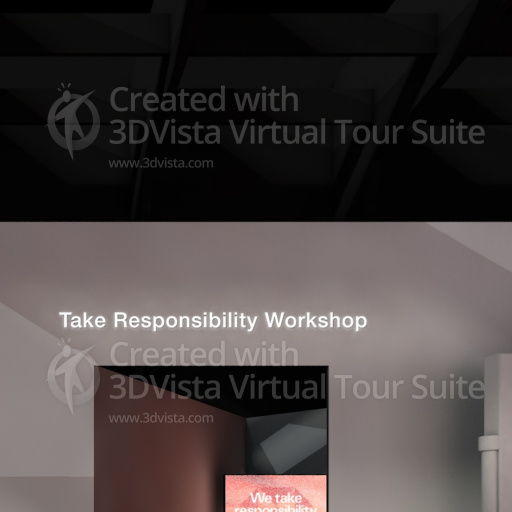 Created with
3DVista Virtual Tour Suite
www.3dvista.com
Take Responsibility Workshop
Created with
3DVista Virtual Tour Suite
www.3dvista.com
We take
responsibility